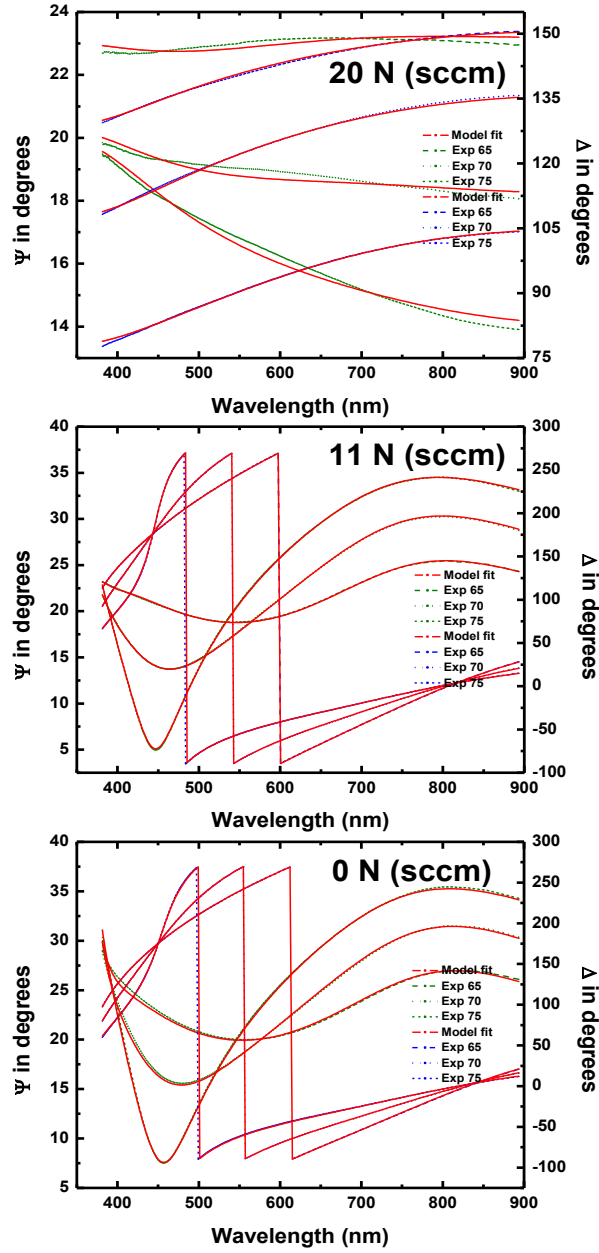 24
22
20
18
16
14
150
135
120
105
90
75
20 N (sccm)
Model fit
Exp 65
Exp 70
Exp 75
Model fit
Exp 65
Exp 70
Exp 75
Ψ in degrees
Δ in degrees
400 500 600 700 800 900
Wavelength (nm)
40
35
30
25
20
15
10
5
300
250
200
150
100
50
0
-50
-100
11 N (sccm)
Model fit
Exp 65
Exp 70
Exp 75
Model fit
Exp 65
Exp 70
Exp 75
Ψ in degrees
Δ in degrees
400 500 600 700 800 900
Wavelength (nm)
40
35
30
25
20
15
10
5
300
250
200
150
100
50
0
-50
-100
0 N (sccm)
Model fit
Exp 65
Exp 70
Exp 75
Model fit
Exp 65
Exp 70
Exp 75
Ψ in degrees
Δ in degrees
400 500 600 700 800 900
Wavelength (nm)